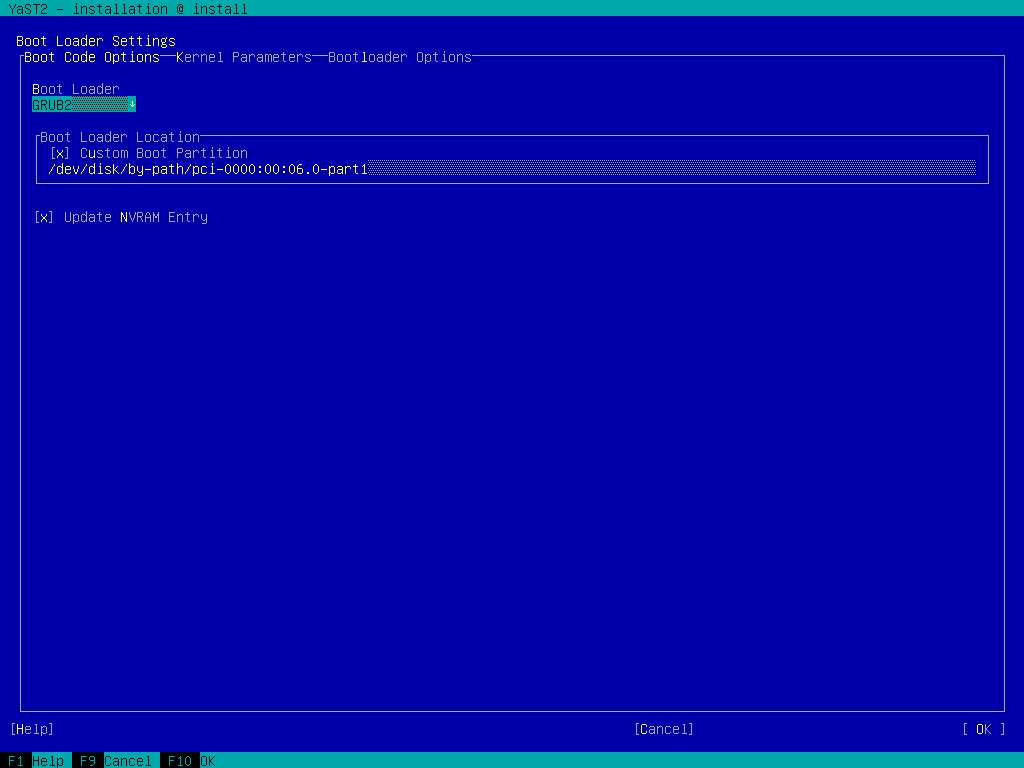 YaST2 - installation @ install
Boot Loader Settings
Boot Code Options Kernel Parameters Bootloader Options
Boot Loader
GRUB2
Boot Loader Location
[x] Custom Boot Partition
/dev/disk/by-path/pci-0000:00:06.0-part1
[x] Update NVRAM Entry
[Help] [Cancel] [ OK ]
F1 Help F9 Cancel F10 OK